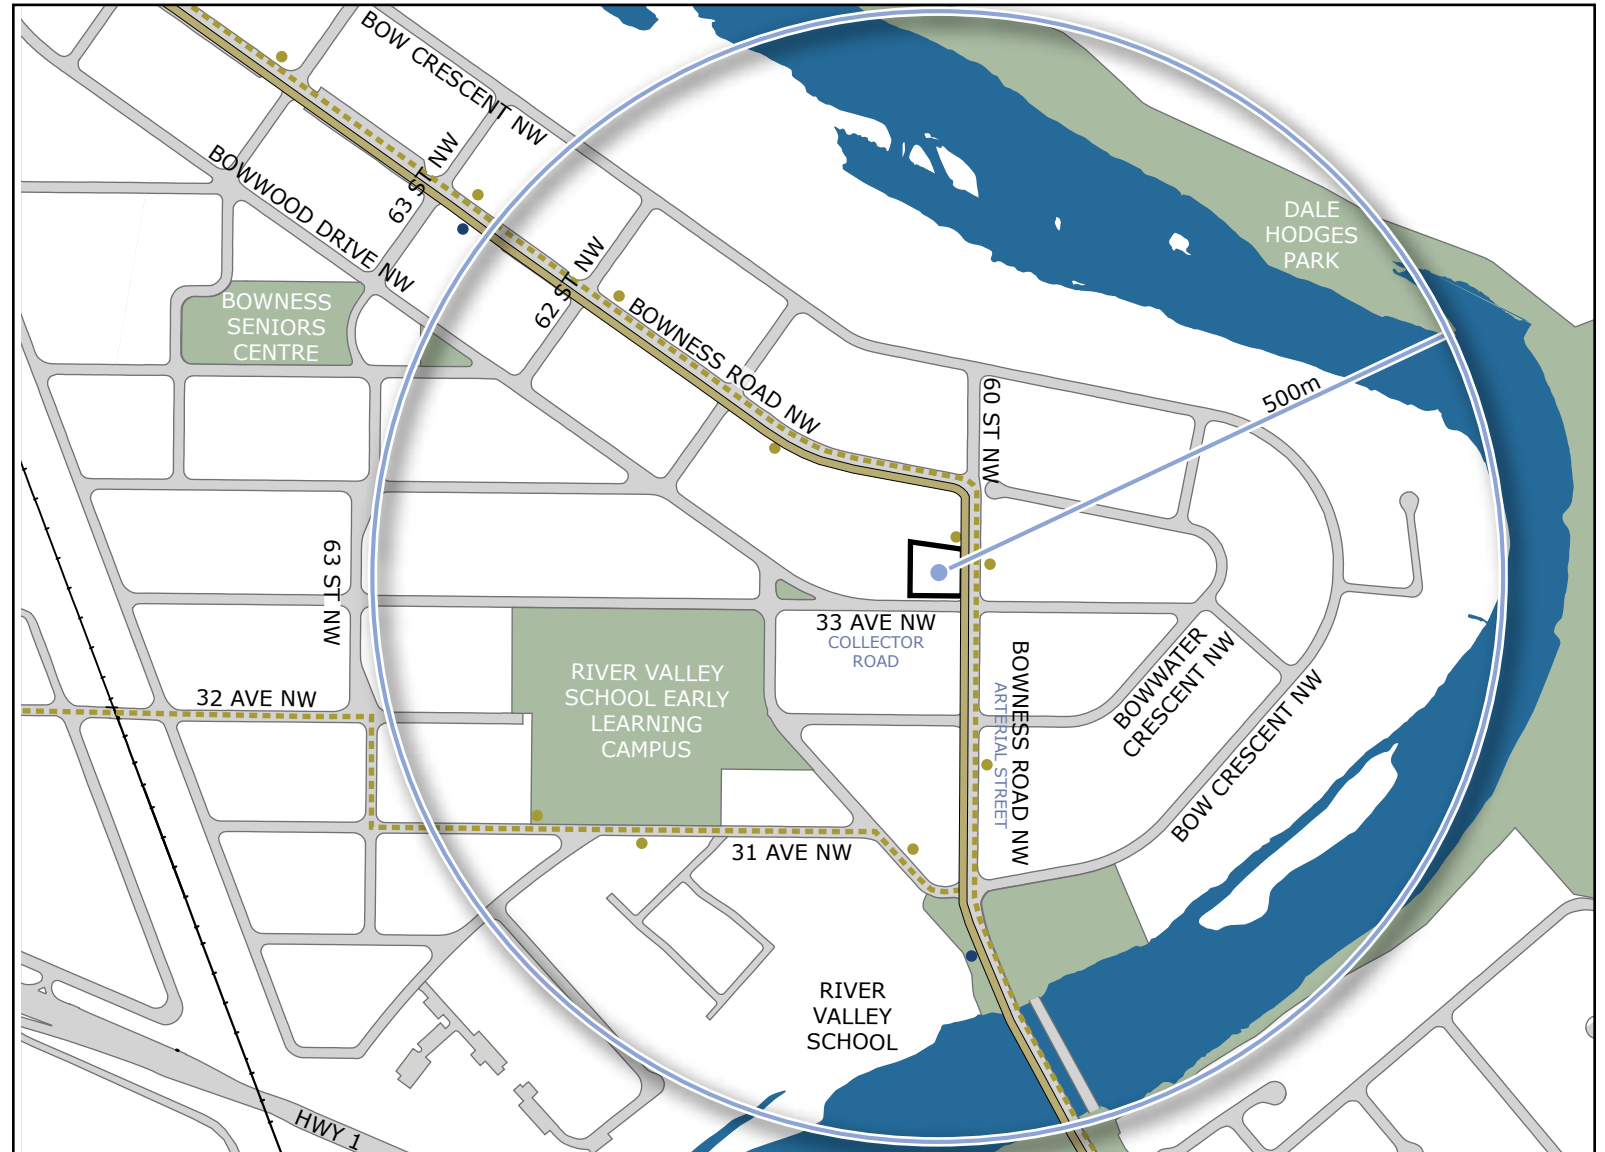 BOW CRESCENT NW
63 ST NW
BOWWOOD DRIVE NW
DALE
HODGES
PARK
62 ST NW
BOWNESS
SENIORS
CENTRE
BOWNESS ROAD NW
500m
60 ST NW
63 ST NW
33 AVE NW
COLLECTOR
ROAD
RIVER VALLEY
SCHOOL EARLY
LEARNING
CAMPUS
BOWNESS ROAD NW
ARTERIAL STREET
BOWWATER
CRESCENT NW
32 AVE NW
BOW CRESCENT NW
31 AVE NW
RIVER
VALLEY
SCHOOL
HWY 1